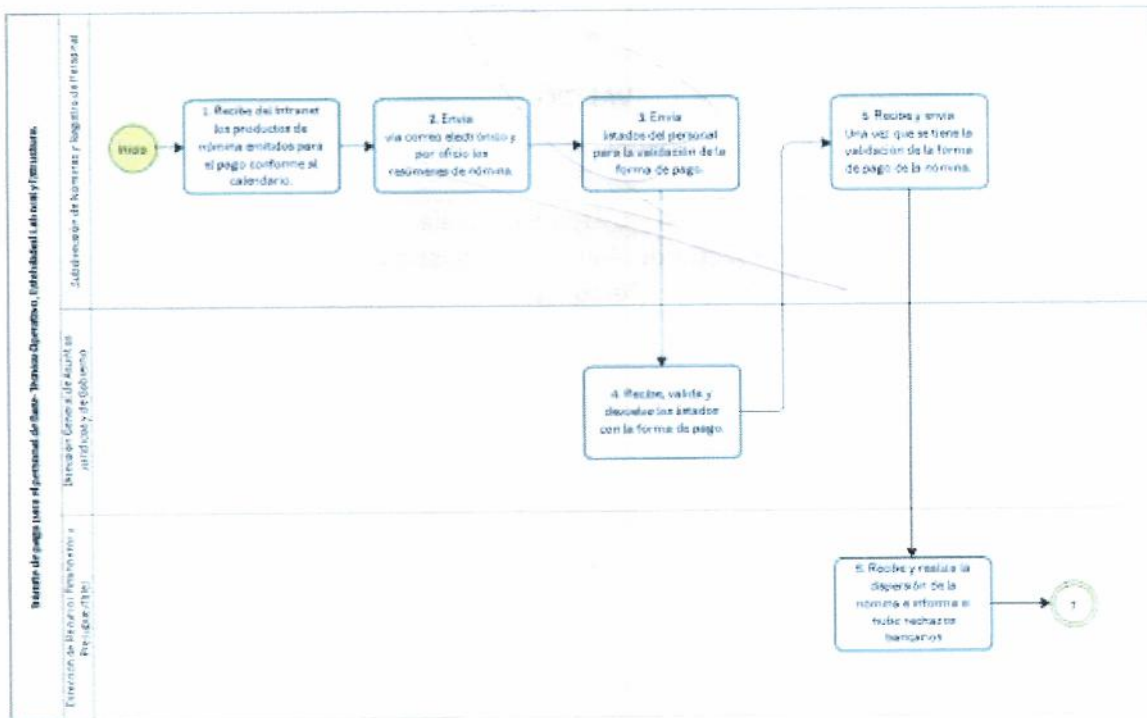 Trámite de pago para el personal de Base- Técnico Operativo, Estabilidad Laboral y Estructura.
Subdirección de Nóminas y Registro de Personal
Inicio
1. Recibe del Intranet
los productos de
nómina emitidos para
el pago conforme al
calendario.
2. Envía
vía correo electrónico y
por oficio los
resúmenes de nómina.
3. Envía
listados del personal
para la validación de la
forma de pago.
5. Recibe y envía
Una vez que se tiene la
validación de la forma
de pago de la nómina.
Dirección General de Asuntos
Jurídicos y de Gobierno
4. Recibe, valida y
devuelve los listados
con la forma de pago.
Dirección de Recursos Financieros y
Presupuestales
6. Recibe y realiza la
dispersión de la
nómina e informa si
hubo rechazos
bancarios
1